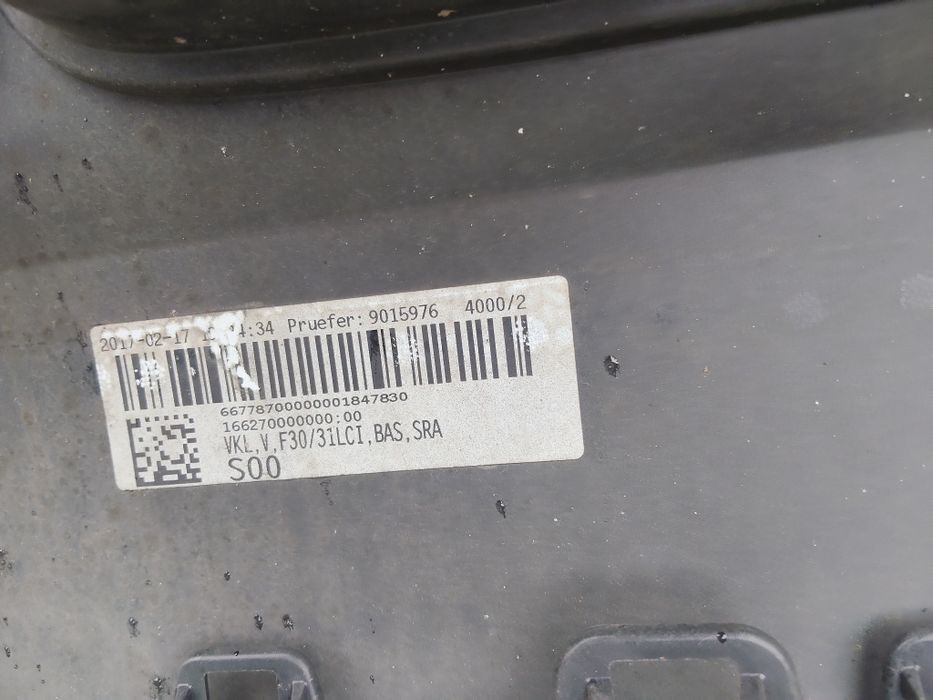 2017-02-17 Pruefer: 9015976 4000/2
66778700000001847830
166270000000:00
VKL,V,F30/31LCI,BAS,SRA
S00